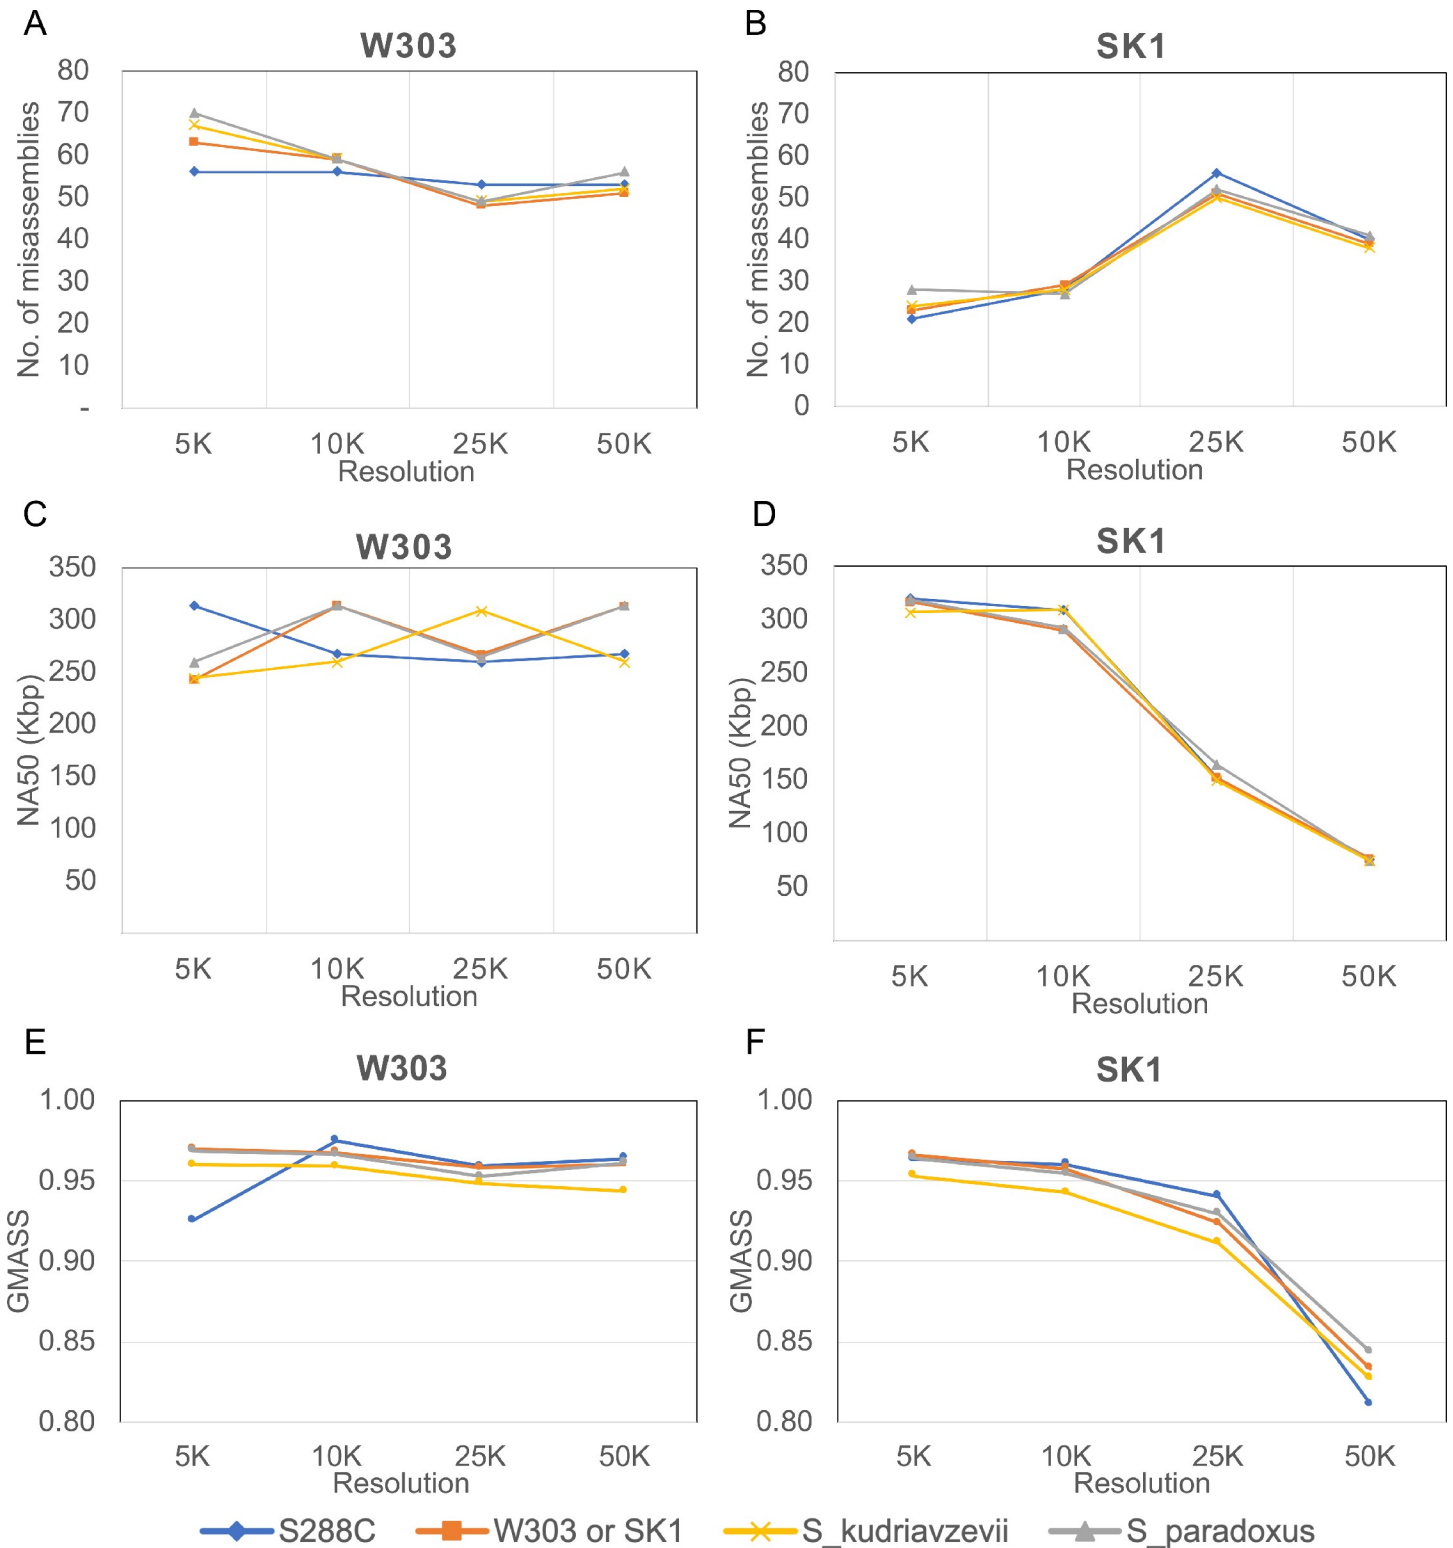 A
W303
80
70
60
50
40
30
20
10
-
No. of misassemblies
5K 10K 25K 50K
Resolution
B
SK1
80
70
60
50
40
30
20
10
0
No. of misassemblies
5K 10K 25K 50K
Resolution
C
W303
350
300
250
200
150
100
50
NA50 (Kbp)
5K 10K 25K 50K
Resolution
D
SK1
350
300
250
200
150
100
50
NA50 (Kbp)
5K 10K 25K 50K
Resolution
E
W303
1.00
0.95
0.90
0.85
0.80
GMASS
5K 10K 25K 50K
Resolution
F
SK1
1.00
0.95
0.90
0.85
0.80
GMASS
5K 10K 25K 50K
Resolution
S288C W303 or SK1 S_kudriavzevii S_paradoxus